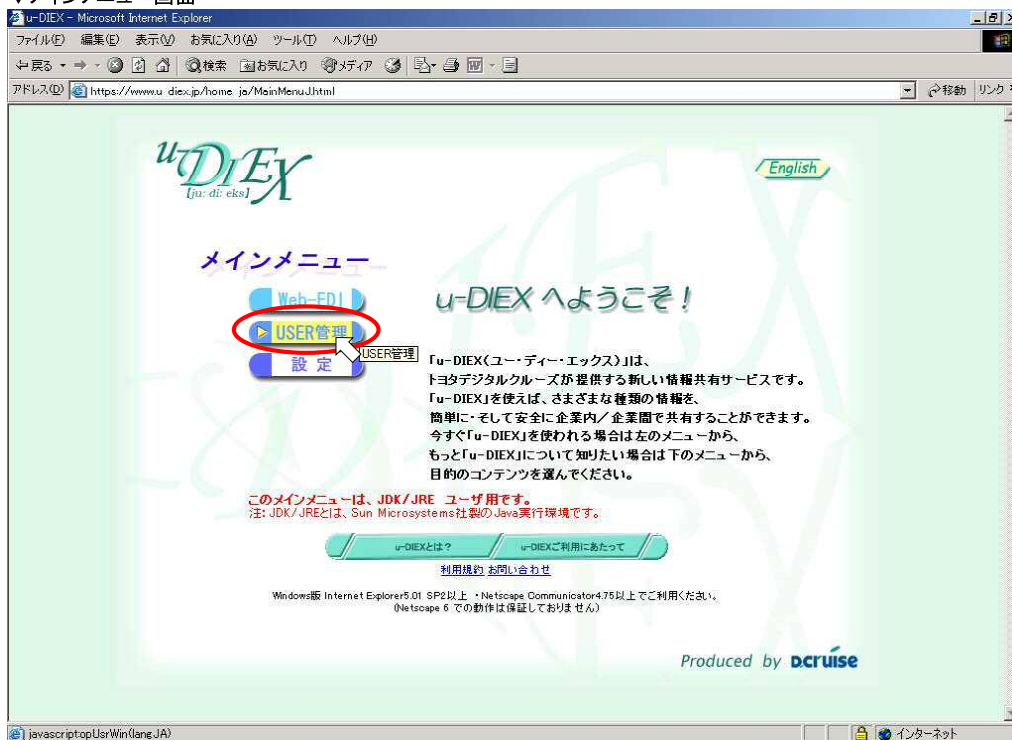 u-DIEX - Microsoft Internet Explorer
ファイル(F) 編集(E) 表示(V) お気に入り(A) ツール(T) ヘルプ(H)
戻る 検索 お気に入り メディア
アドレス(D) https://www.u diex.jp/home ja/MainMenuJ.html 移動 リンク
u-DIEX
[ju: di: eks]
English
メインメニュー
Web-EDI
USER管理
USER管理
設定
u-DIEX へようこそ!
「u-DIEX(ユー・ディー・エックス)」は、
トヨタデジタルクルーズが提供する新しい情報共有サービスです。
「u-DIEX」を使えば、さまざまな種類の情報を、
簡単に・そして安全に企業内/企業間で共有することができます。
今すぐ「u-DIEX」を使われる場合は左のメニューから、
もっと「u-DIEX」について知りたい場合は下のメニューから、
目的のコンテンツを選んでください。
このメインメニューは、JDK/JRE ユーザ用です。
注: JDK/JREとは、Sun Microsystems社製のJava実行環境です。
u-DIEXとは? u-DIEXご利用にあたって
利用規約 お問い合わせ
Windows版 Internet Explorer5.01 SP2以上 ・Netscape Communicator4.75以上でご利用ください。
(Netscape 6 での動作は保証しておりません)
Produced by D.cruise
javascript:opUsrWin(lang JA) インターネット